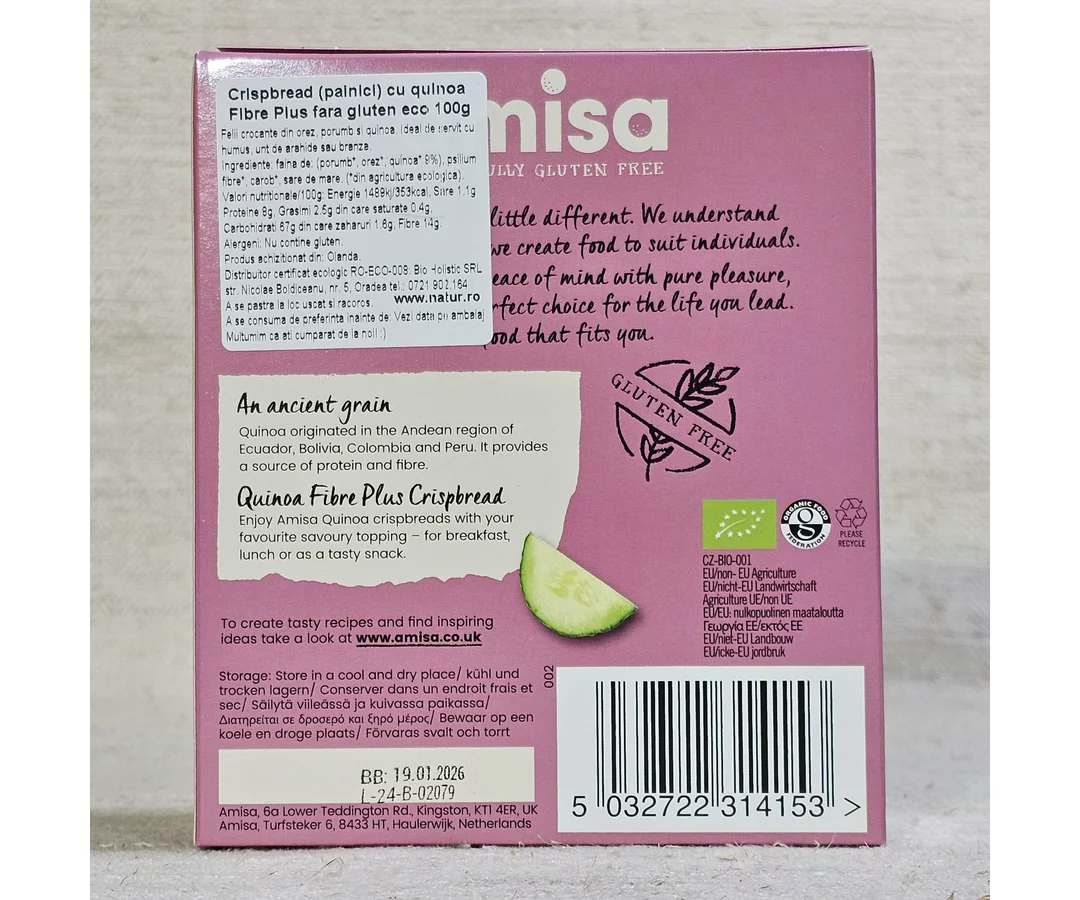 Crispbread (painici) cu quinoa
Fibre Plus fara gluten eco 100g
Felii crocante din orez, porumb si quinoa. Ideal de servit cu
humus, unt de arahide sau branza.
Ingrediente: faina de: (porumb*, orez*, quinoa* 9%), psillum
fibre*, carob*, sare de mare. (*din agricultura ecologica).
Valori nutritionale/100g: Energie 1489kj/353kcal, Sare 1.1g
Proteine 8g, Grasimi 2.5g din care saturate 0.4g,
Carbohidrati 67g din care zaharuri 1.6g, Fibre 14g.
Alergeni: Nu contine gluten.
Produs achizitionat din: Olanda.
Distribuitor certificat ecologic RO-ECO-008: Bio Holistic SRL
str. Nicolae Boldiceanu, nr. 5, Oradea tel.: 0721 902 164
A se pastra la loc uscat si racoros. www.natur.ro
A se consuma de preferinta inainte de: Vezi data pe ambalaj
Multumim ca ati cumparat de la noi! :)
misa
ULLY GLUTEN FREE
little different. We understand
we create food to suit individuals.
eace of mind with pure pleasure,
rfect choice for the life you lead.
ood that fits you.
GLUTEN FREE
An ancient grain
Quinoa originated in the Andean region of
Ecuador, Bolivia, Colombia and Peru. It provides
a source of protein and fibre.
Quinoa Fibre Plus Crispbread
Enjoy Amisa Quinoa crispbreads with your
favourite savoury topping – for breakfast,
lunch or as a tasty snack.
ORGANIC FOOD
FEDERATION
PLEASE
RECYCLE
CZ-BIO-001
EU/non- EU Agriculture
EU/nicht-EU Landwirtschaft
Agriculture UE/non UE
EU/EU: nulkopuolinen maataloutta
Γεωργία ΕΕ/εκτός ΕΕ
EU/niet-EU Landbouw
EU/icke-EU jordbruk
To create tasty recipes and find inspiring
ideas take a look at www.amisa.co.uk
Storage: Store in a cool and dry place/ kühl und
trocken lagern/ Conserver dans un endroit frais et
sec/ Säilytä viileässä ja kuivassa paikassa/
Διατηρείται σε δροσερό και ξηρό μέρος/ Bewaar op een
koele en droge plaats/ Förvaras svalt och torrt
002
BB: 19.01.2026
L-24-B-02079
Amisa, 6a Lower Teddington Rd., Kingston, KT1 4ER, UK
Amisa, Turfsteker 6, 8433 HT, Haulerwijk, Netherlands
5 032722 314153 >